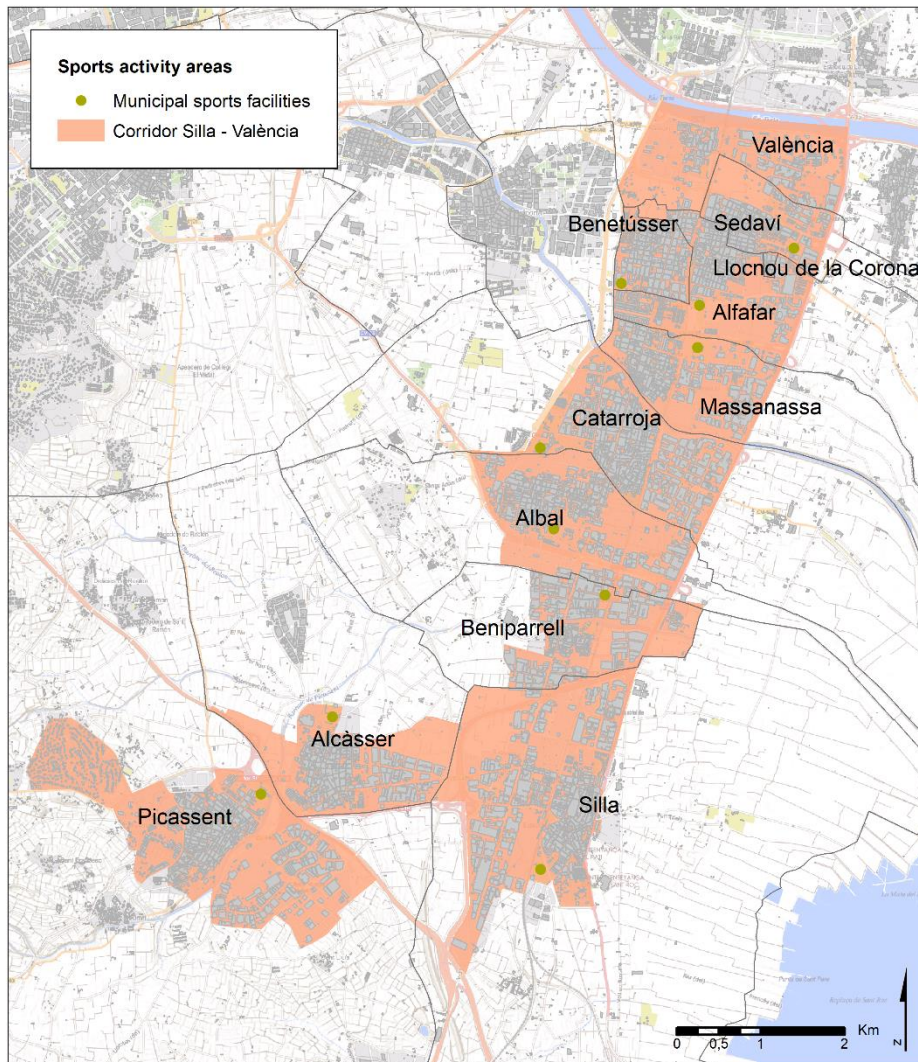 Sports activity areas
Municipal sports facilities
Corridor Silla - València
València
Benetússer
Sedaví
Llocnou de la Corona
Alfafar
Massanassa
Catarroja
Albal
Beniparrell
Alcàsser
Picassent
Silla
Km
0 0,5 1 2
N